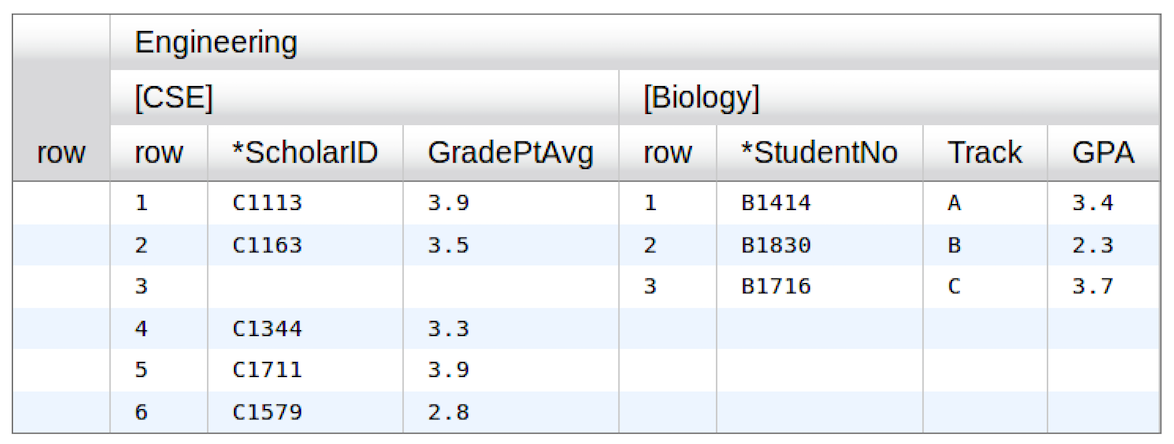 Engineering
[CSE] [Biology]
row row *ScholarID GradePtAvg row *StudentNo Track GPA
1 C1113 3.9 1 B1414 A 3.4
2 C1163 3.5 2 B1830 B 2.3
3 3 B1716 C 3.7
4 C1344 3.3
5 C1711 3.9
6 C1579 2.8